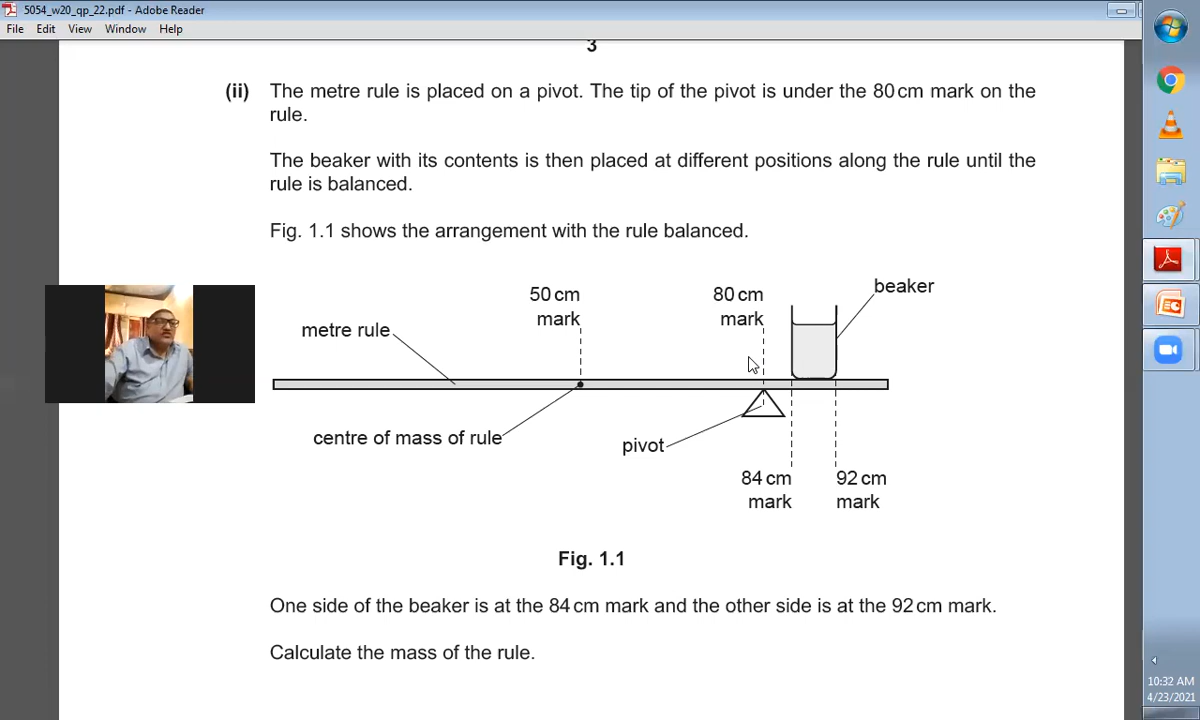 5054_w20_qp_22.pdf - Adobe Reader
File Edit View Window Help
3
(ii) The metre rule is placed on a pivot. The tip of the pivot is under the 80 cm mark on the
rule.
The beaker with its contents is then placed at different positions along the rule until the
rule is balanced.
Fig. 1.1 shows the arrangement with the rule balanced.
beaker
50 cm
mark
80 cm
mark
metre rule
centre of mass of rule
pivot
84 cm
mark
92 cm
mark
Fig. 1.1
One side of the beaker is at the 84 cm mark and the other side is at the 92 cm mark.
Calculate the mass of the rule.
10:32 AM
4/23/2021